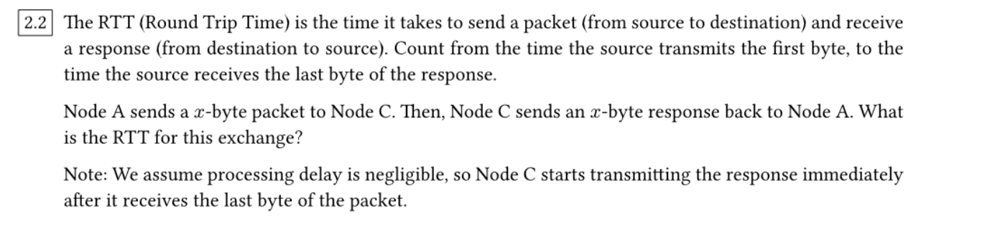 2.2 The RTT (Round Trip Time) is the time it takes to send a packet (from source to destination) and receive
a response (from destination to source). Count from the time the source transmits the first byte, to the
time the source receives the last byte of the response.
Node A sends a x-byte packet to Node C. Then, Node C sends an x-byte response back to Node A. What
is the RTT for this exchange?
Note: We assume processing delay is negligible, so Node C starts transmitting the response immediately
after it receives the last byte of the packet.